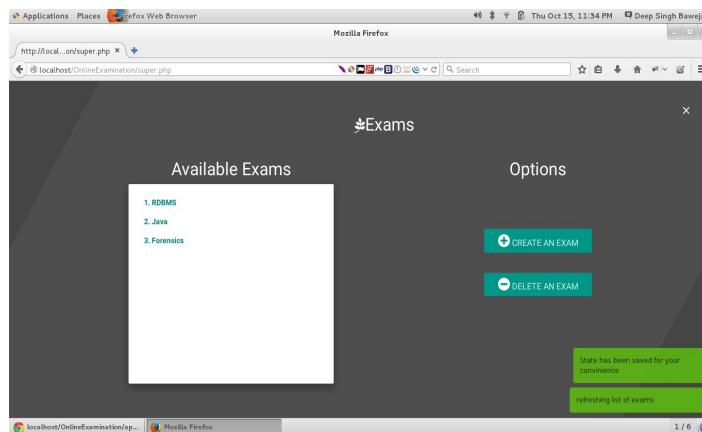 Applications Places Firefox Web Browser Thu Oct 15, 11:34 PM Deep Singh Baweja
Mozilla Firefox
http://local...on/super.php
localhost/OnlineExamination/super.php Search
Exams
Available Exams
1. RDBMS
2. Java
3. Forensics
Options
CREATE AN EXAM
DELETE AN EXAM
State has been saved for your
convinience
refreshing list of exams
localhost/OnlineExamination/ap... Mozilla Firefox 1 / 6